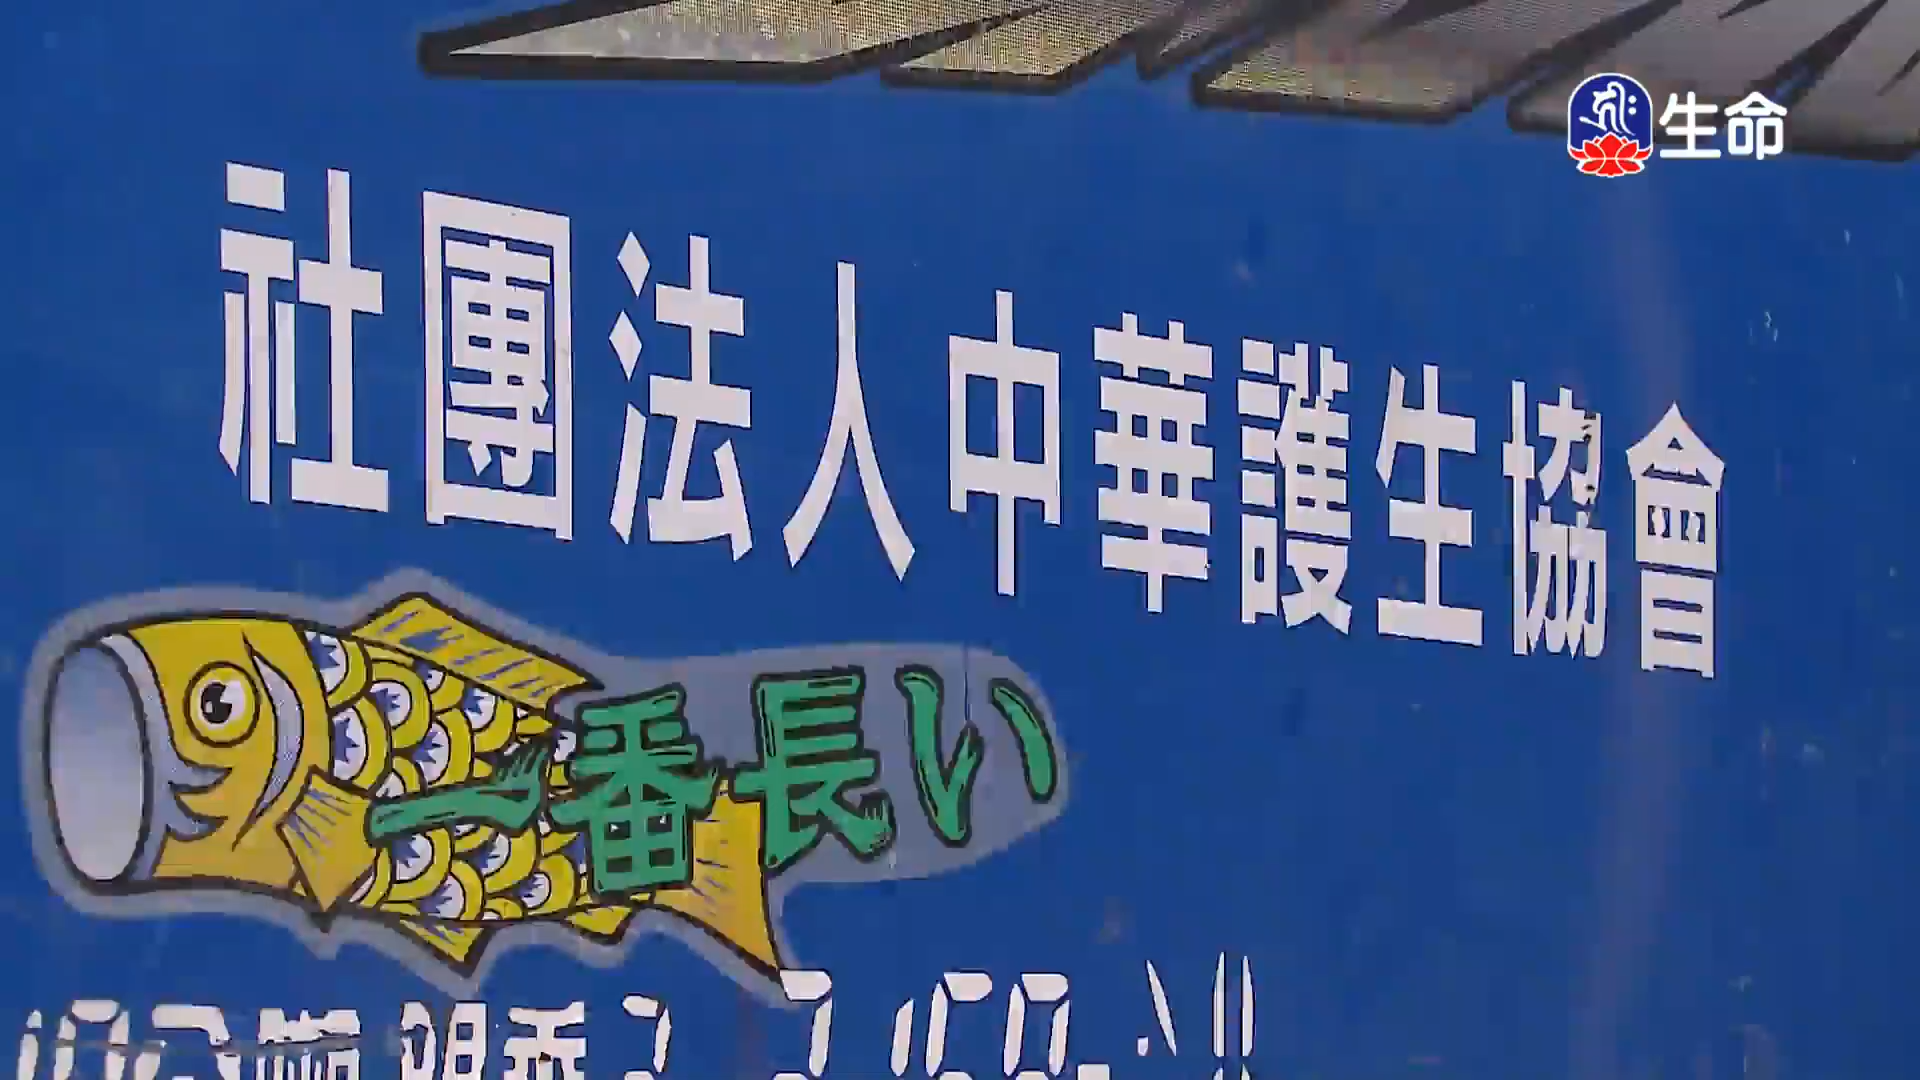 生命
社團法人中華護生協會
一番長い